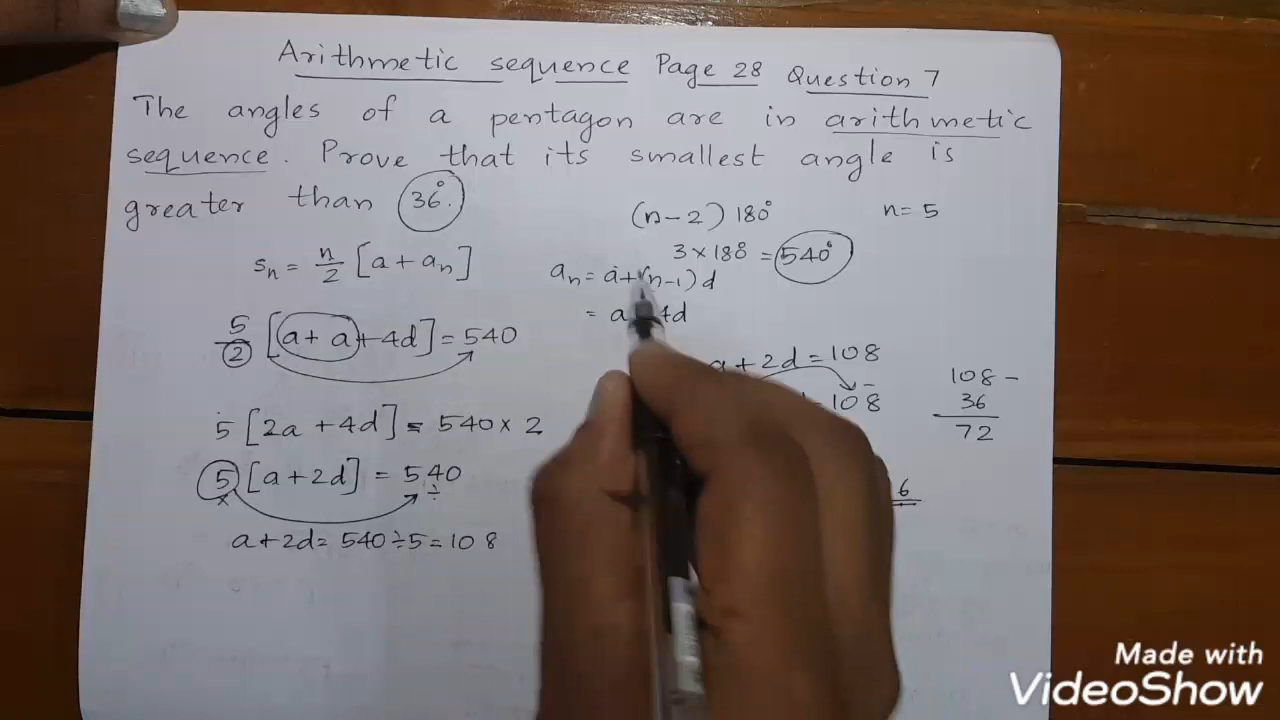 Arithmetic sequence Page 28 Question 7
The angles of a pentagon are in arithmetic
sequence. Prove that its smallest angle is
greater than 36°.
(n-2) 180° n=5
3×180 = 540°
Sn = n/2 [a + an]
an = a+(n-1)d
= a 4d
5/2 [a+ a+4d] = 540
a+2d = 108
108 -
36
72
108 -
5 [2a +4d] = 540 × 2
5 [a+2d] = 540
× ÷
6
a+2d= 540÷5=108
Made with
VideoShow